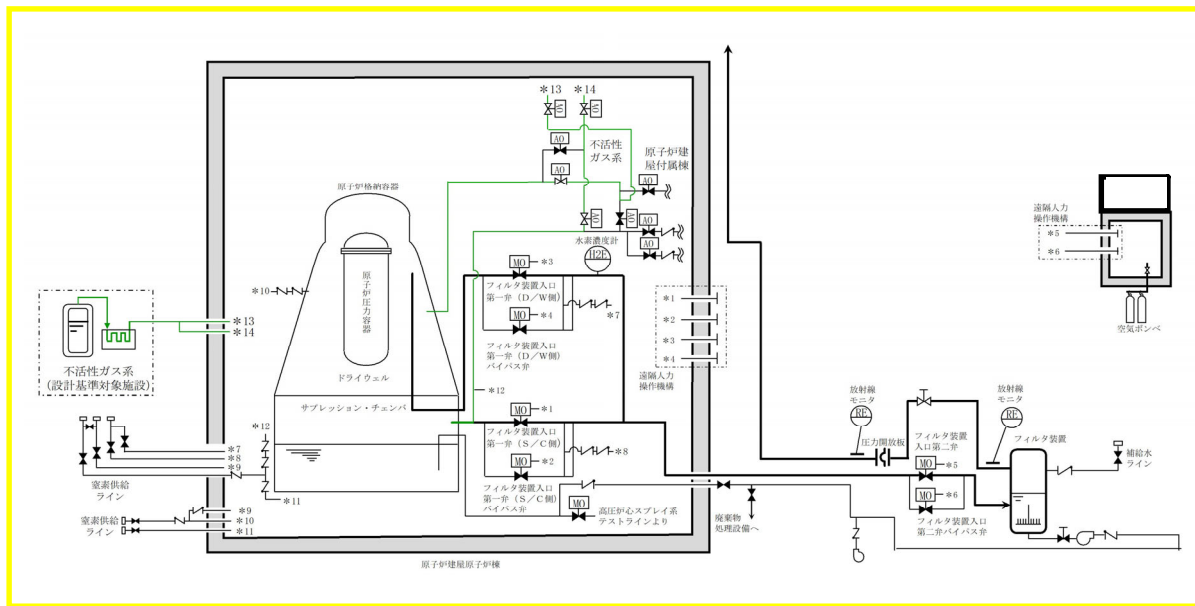 *13
*14
AO
AO
AO
不活性
ガス系
原子炉建
屋付属棟
AO
AO
AO
AO
AO
AO
水素濃度計
H2E
原子炉格納容器
原子炉圧力容器
ドライウェル
サプレッション・チェンバ
*10
*12
*11
MO
*3
フィルタ装置入口
第一弁(D/W側)
MO
*4
*7
フィルタ装置入口
第一弁(D/W側)
バイパス弁
*12
MO
*1
フィルタ装置入口
第一弁(S/C側)
MO
*2
*8
フィルタ装置入口
第一弁(S/C側)
バイパス弁
MO
高圧炉心スプレイ系
テストラインより
*1
*2
*3
*4
遠隔人力
操作機構
原子炉建屋原子炉棟
*13
*14
不活性ガス系
(設計基準対象施設)
*7
*8
*9
窒素供給
ライン
*9
*10
*11
窒素供給
ライン
廃棄物
処理設備へ
遠隔人力
操作機構
*5
*6
空気ボンベ
放射線
モニタ
RE
圧力開放板
放射線
モニタ
RE
フィルタ装置
入口第二弁
MO
*5
MO
*6
フィルタ装置入口
第二弁バイパス弁
フィルタ装置
補給水
ライン